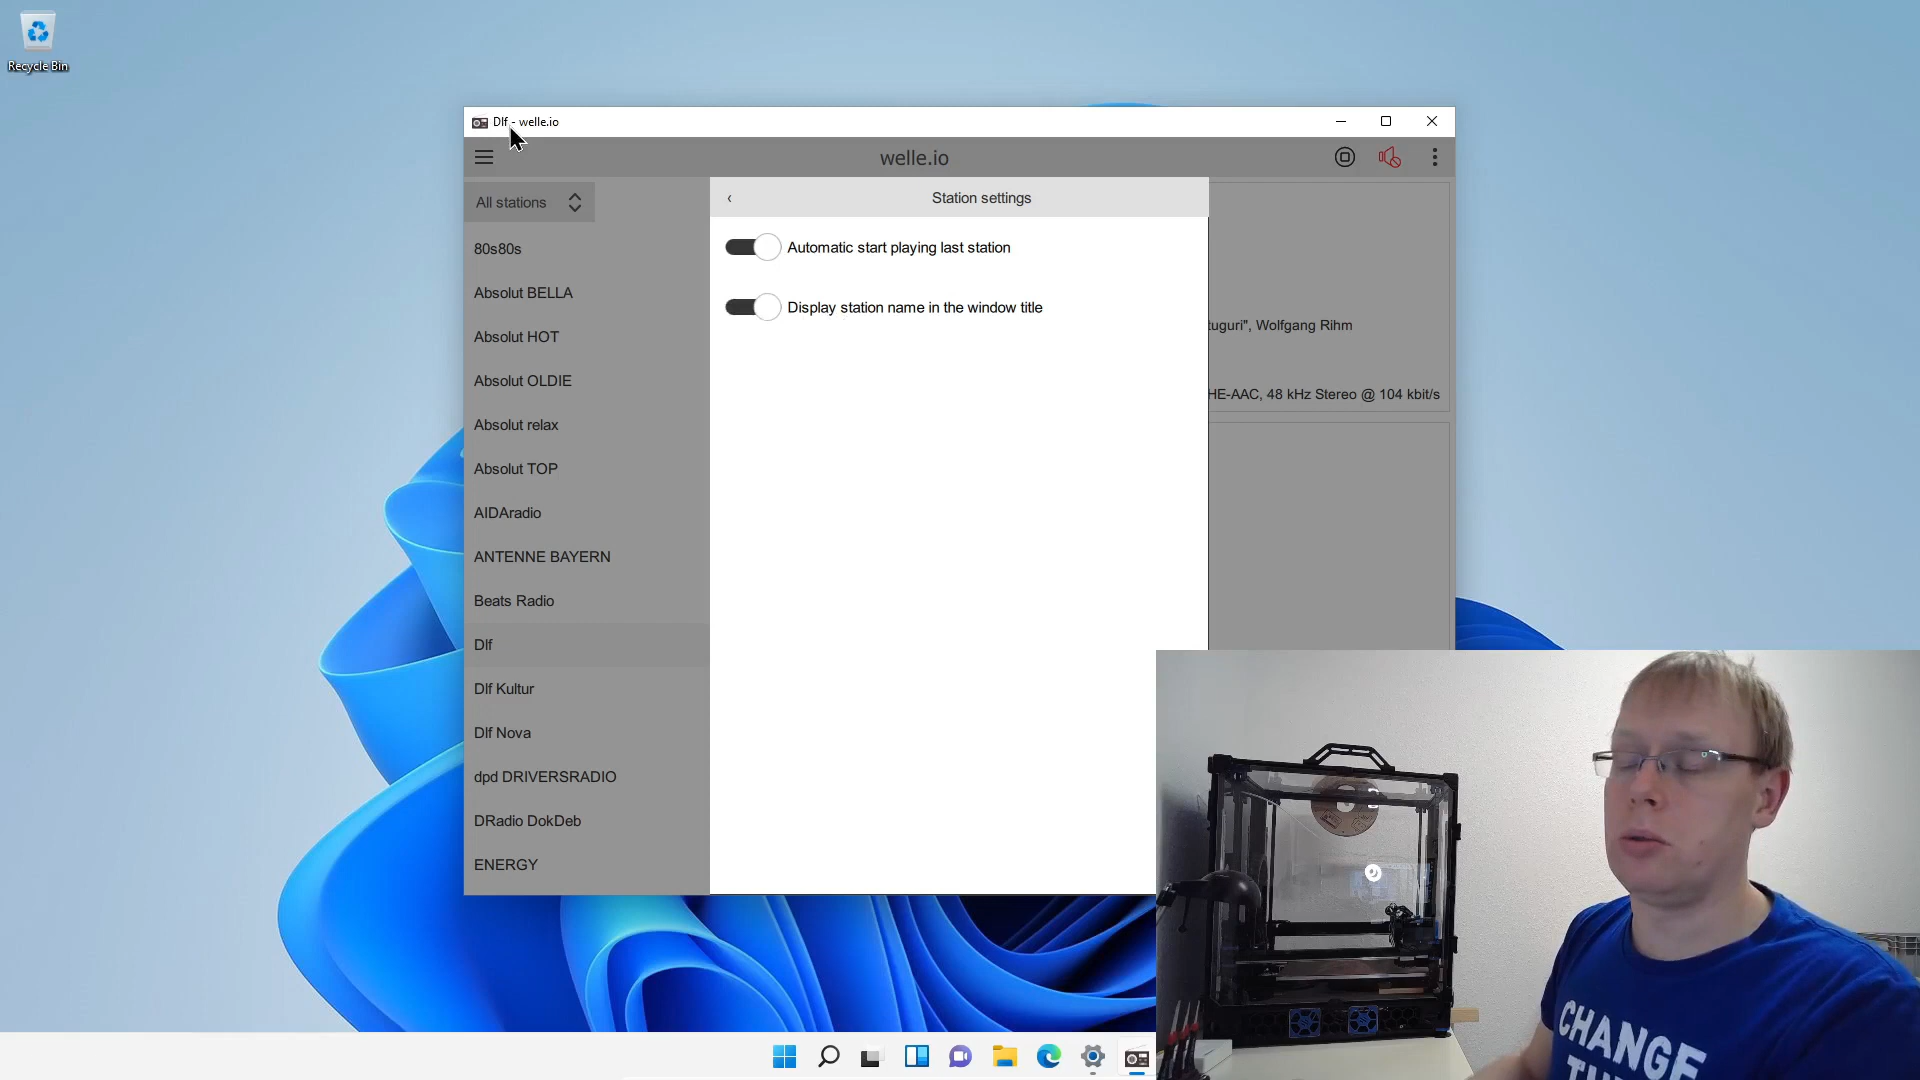 Recycle Bin
Dlf - welle.io
welle.io
All stations
Station settings
80s80s
Automatic start playing last station
Absolut BELLA
Display station name in the window title
tuguri", Wolfgang Rihm
Absolut HOT
Absolut OLDIE
HE-AAC, 48 kHz Stereo @ 104 kbit/s
Absolut relax
Absolut TOP
AIDAradio
ANTENNE BAYERN
Beats Radio
Dlf
Dlf Kultur
Dlf Nova
dpd DRIVERSRADIO
DRadio DokDeb
ENERGY
CHANGE